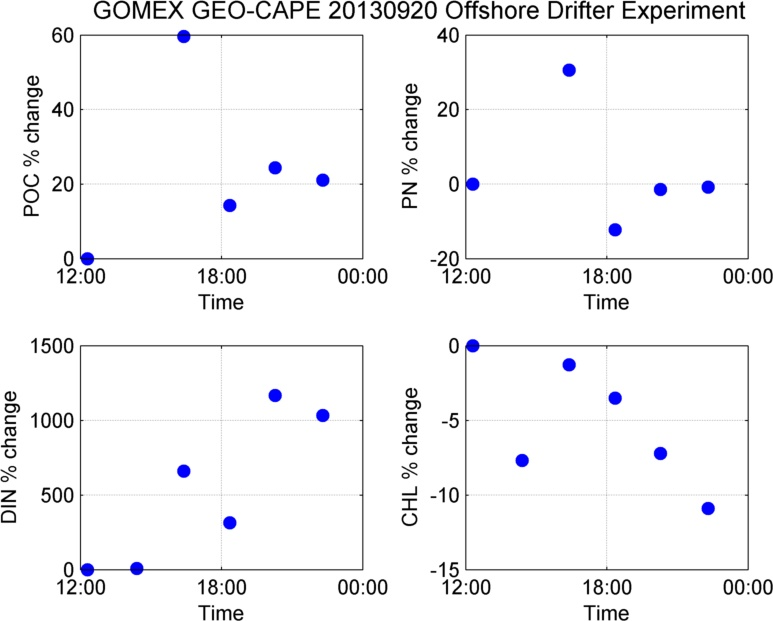 GOMEX GEO-CAPE 20130920 Offshore Drifter Experiment
60
40
20
0
POC % change
12:00 18:00 00:00
Time
40
20
0
-20
PN % change
12:00 18:00 00:00
Time
1500
1000
500
0
DIN % change
12:00 18:00 00:00
Time
0
-5
-10
-15
CHL % change
12:00 18:00 00:00
Time